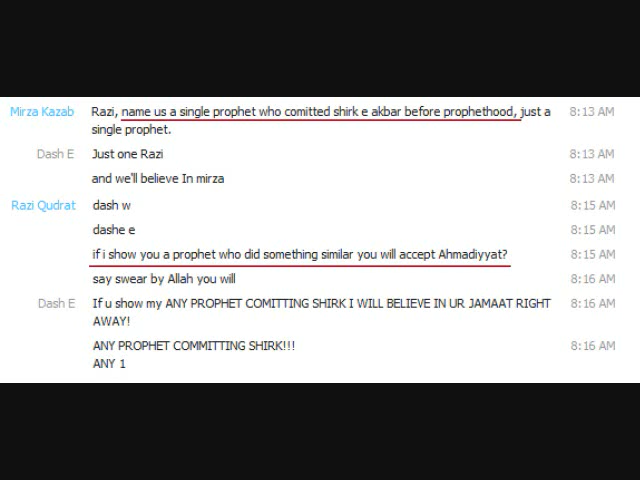 Mirza Kazab Razi, name us a single prophet who comitted shirk e akbar before prophethood, just a 8:13 AM
single prophet.
Dash E Just one Razi 8:13 AM
and we'll believe In mirza 8:13 AM
Razi Qudrat dash w 8:15 AM
dashe e 8:15 AM
if i show you a prophet who did something similar you will accept Ahmadiyyat? 8:15 AM
say swear by Allah you will 8:16 AM
Dash E If u show my ANY PROPHET COMITTING SHIRK I WILL BELIEVE IN UR JAMAAT RIGHT 8:16 AM
AWAY!
ANY PROPHET COMMITTING SHIRK!!! 8:16 AM
ANY 1